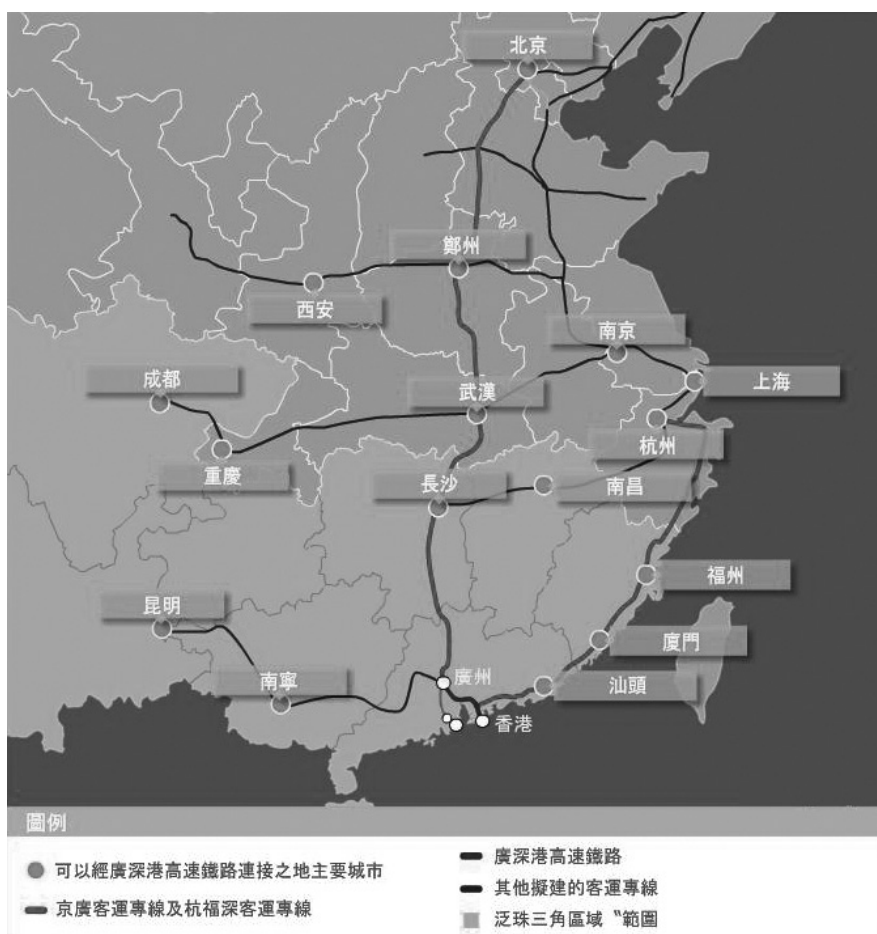 北京
鄭州
西安
南京
成都
武漢
上海
杭州
重慶
長沙
南昌
福州
昆明
廈門
南寧
廣州
汕頭
香港
圖例
可以經廣深港高速鐵路連接之地主要城市
京廣客運專線及杭福深客運專線
廣深港高速鐵路
其他擬建的客運專線
泛珠三角區域〝範圍